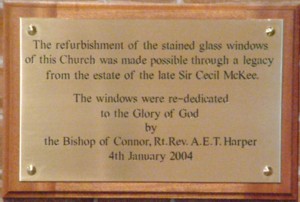 The refurbishment of the stained glass windows
of this Church was made possible through a legacy
from the estate of the late Sir Cecil McKee.
The windows were re-dedicated
to the Glory of God
by
the Bishop of Connor, Rt.Rev. A.E.T. Harper
4th January 2004